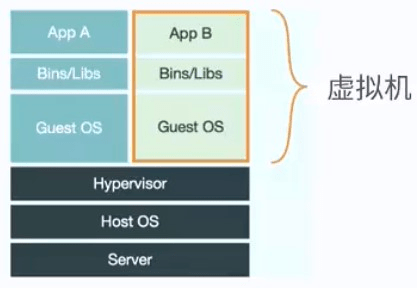 App A App B
Bins/Libs Bins/Libs
虚拟机
Guest OS Guest OS
Hypervisor
Host OS
Server